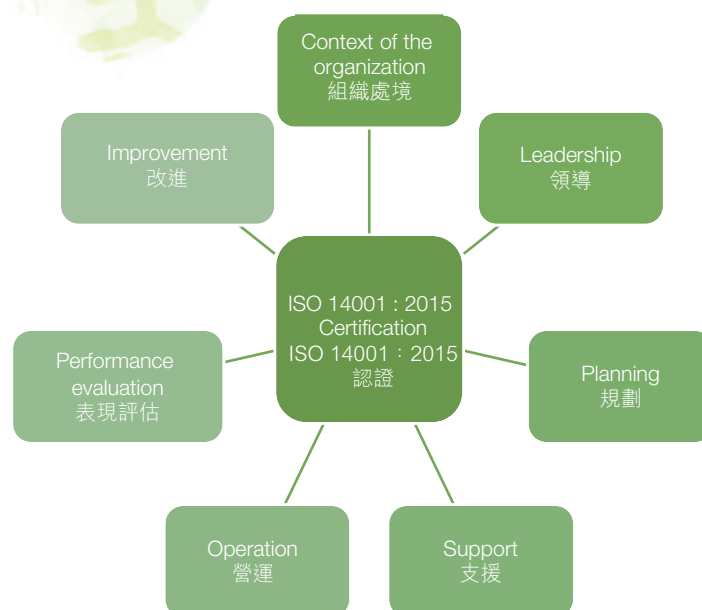 Context of the
organization
組織處境
Improvement
改進
Leadership
領導
ISO 14001 : 2015
Certification
ISO 14001：2015
認證
Performance
evaluation
表現評估
Planning
規劃
Operation
營運
Support
支援